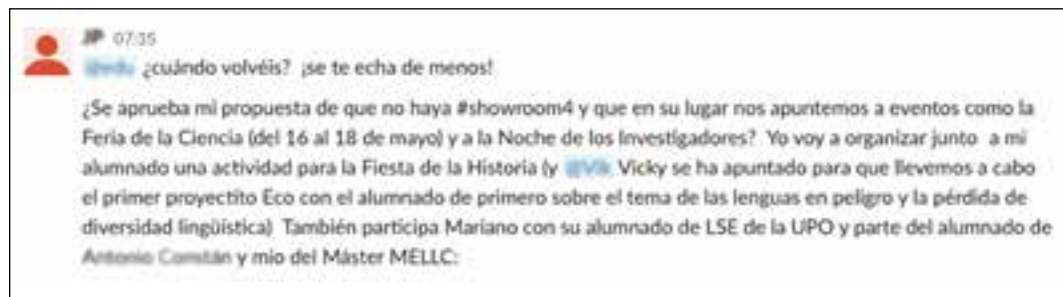 JP 07:35
¿cuándo volvéis? ¡se te echa de menos!
¿Se aprueba mi propuesta de que no haya #showroom4 y que en su lugar nos apuntemos a eventos como la
Feria de la Ciencia (del 16 al 18 de mayo) y a la Noche de los Investigadores? Yo voy a organizar junto a mi
alumnado una actividad para la Fiesta de la Historia (y @Vik Vicky se ha apuntado para que llevemos a cabo
el primer proyectito Eco con el alumnado de primero sobre el tema de las lenguas en peligro y la pérdida de
diversidad lingüística) También participa Mariano con su alumnado de LSE de la UPO y parte del alumnado de
Antonio y mio del Máster MELLC: